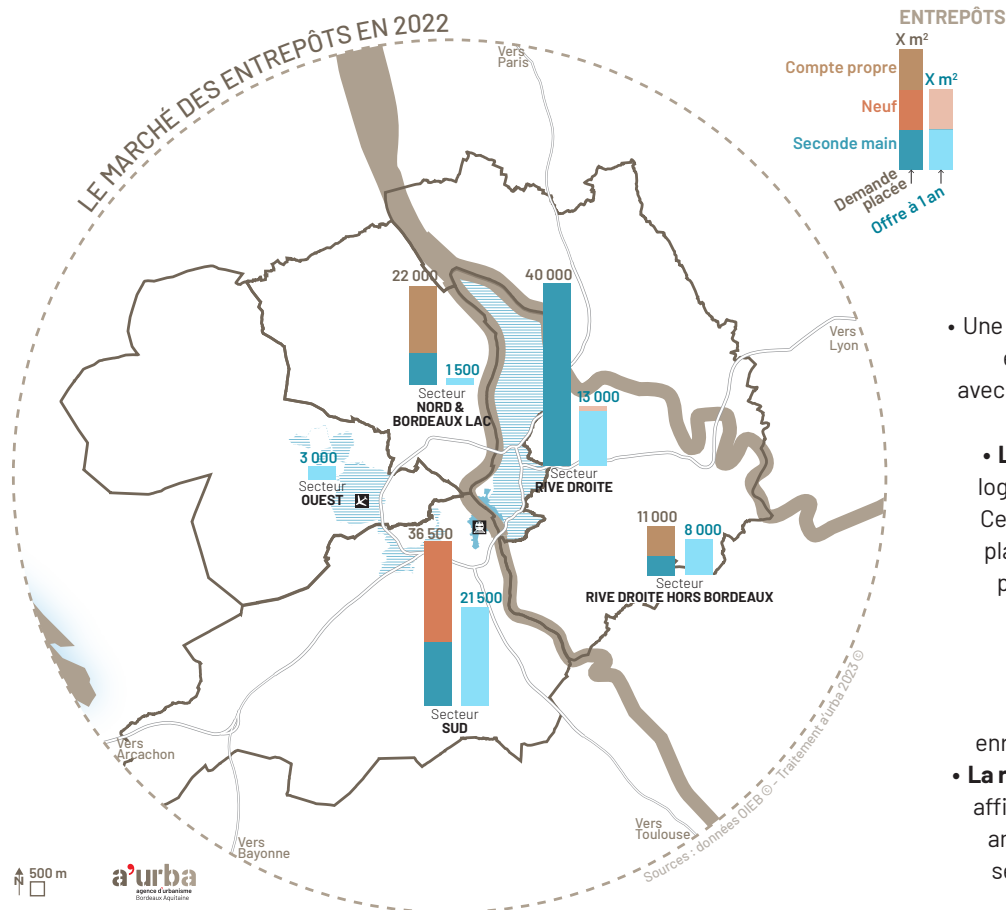 LE MARCHÉ DES ENTREPÔTS EN 2022
ENTREPÔTS
X m²
Compte propre
X m²
Neuf
Seconde main
Demande
placée
Offre à 1 an
Vers
Paris
22 000
40 000
1 500
Secteur
NORD &
BORDEAUX LAC
13 000
Secteur
RIVE DROITE
Vers
Lyon
3 000
Secteur
OUEST
36 500
21 500
Secteur
SUD
11 000
8 000
Secteur
RIVE DROITE HORS BORDEAUX
Vers
Arcachon
Vers
Bayonne
Vers
Toulouse
Sources : données OIEB © - Traitement a'urba 2023 ©
N
500 m
a'urba
agence d'urbanisme
Bordeaux Aquitaine
• Une
avec
• L
log
Ce
pla
p
enr
• La r
affi
ar
se